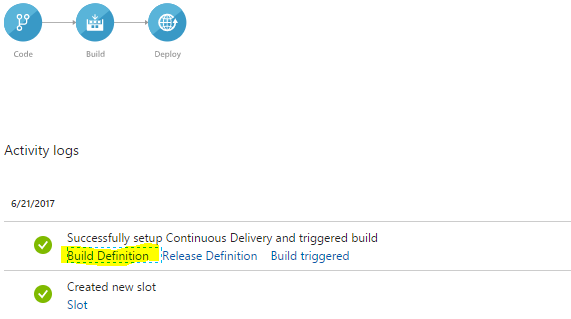 Code Build Deploy
Activity logs
6/21/2017
Successfully setup Continuous Delivery and triggered build
Build Definition Release Definition Build triggered
Created new slot
Slot